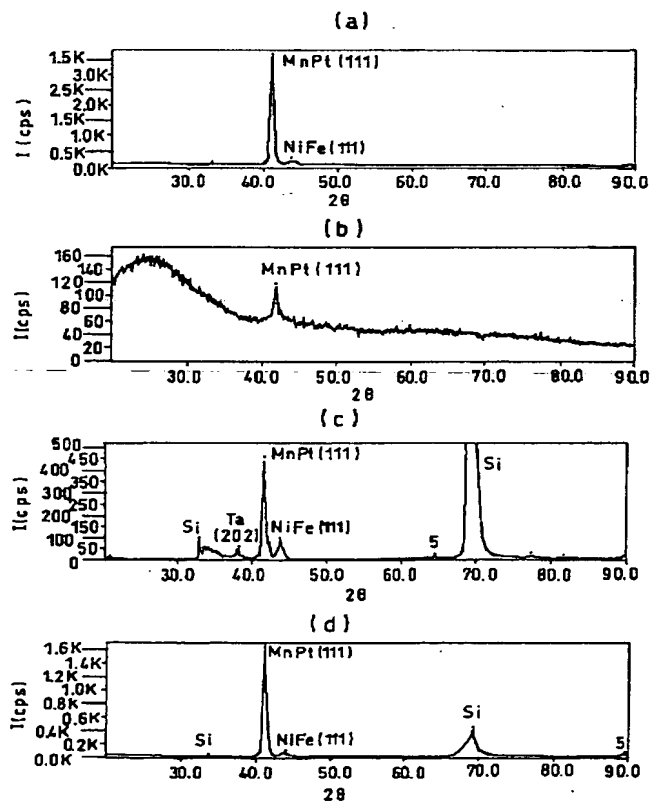 (a)
1.5K
3.0K
2.5K
2.0K
1.0K
0.5K
0.0K
I(cps)
MnPt(111)
NiFe(111)
30.0 40.0 50.0 60.0 70.0 80.0 90.0
2θ
(b)
160
140
120
100
80
60
40
20
0
I(cps)
MnPt(111)
30.0 40.0 50.0 60.0 70.0 80.0 90.0
2θ
(c)
500
450
400
350
300
250
200
150
100
50
0
I(cps)
MnPt(111)
Si
Ta
(202)
NiFe(111)
5
Si
30.0 40.0 50.0 60.0 70.0 80.0 90.0
2θ
(d)
1.6K
1.4K
1.2K
0.8K
0.4K
0.2K
0.0K
I(cps)
MnPt(111)
Si
NiFe(111)
Si
5
30.0 40.0 50.0 60.0 70.0 80.0 90.0
2θ